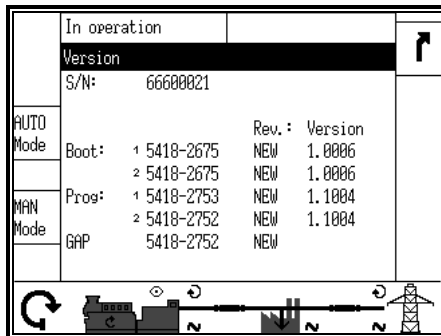 In operation
Version
S/N: 66600021
Rev.: Version
AUTO
Mode
Boot: 1 5418-2675 NEW 1.0006
2 5418-2675 NEW 1.0006
Prog: 1 5418-2753 NEW 1.1004
2 5418-2752 NEW 1.1004
MAN
Mode
GAP 5418-2752 NEW